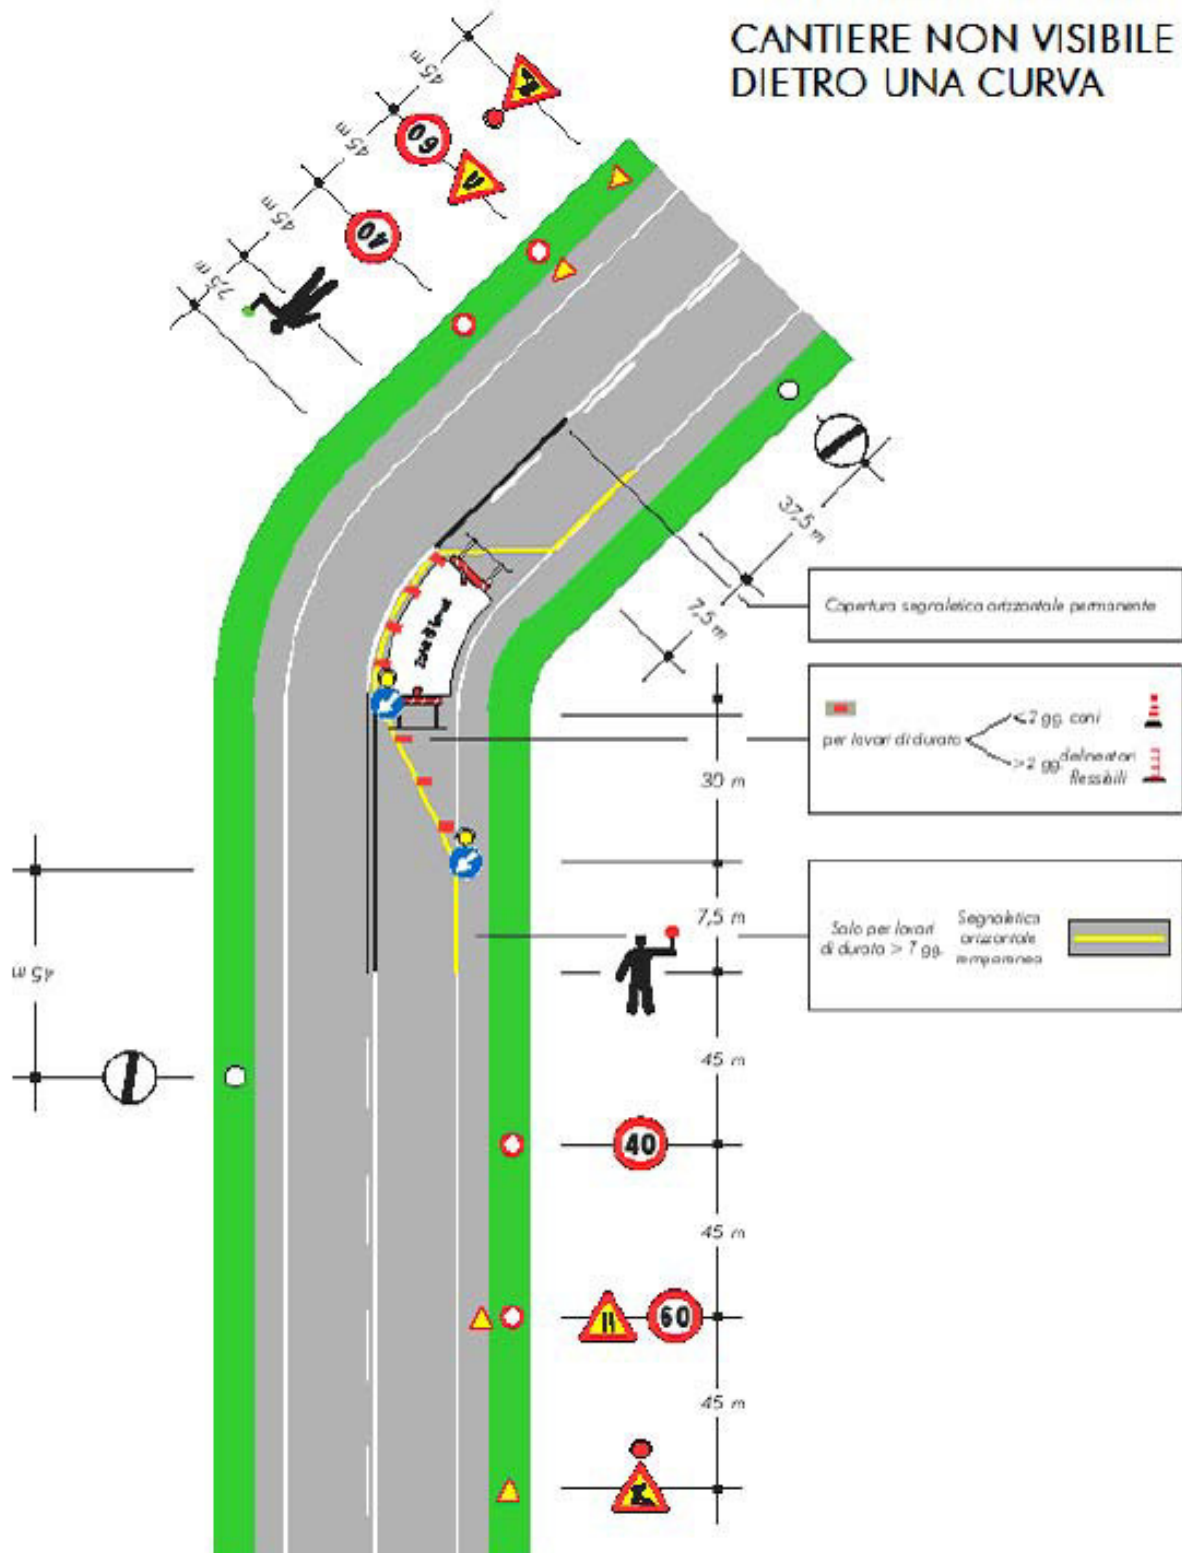 CANTIERE NON VISIBILE
DIETRO UNA CURVA
45 m
45 m
60
45 m
40
45 m
7,5 m
37,5 m
7,5 m
Copertura segnaletica orizzontale permanente
per lavori di durata
<2 gg. coni
>2 gg. delineatori
flessibili
30 m
7,5 m
Solo per lavori
di durata > 7 gg.
Segnaletica
orizzontale
temporanea
45 m
45 m
40
45 m
60
45 m